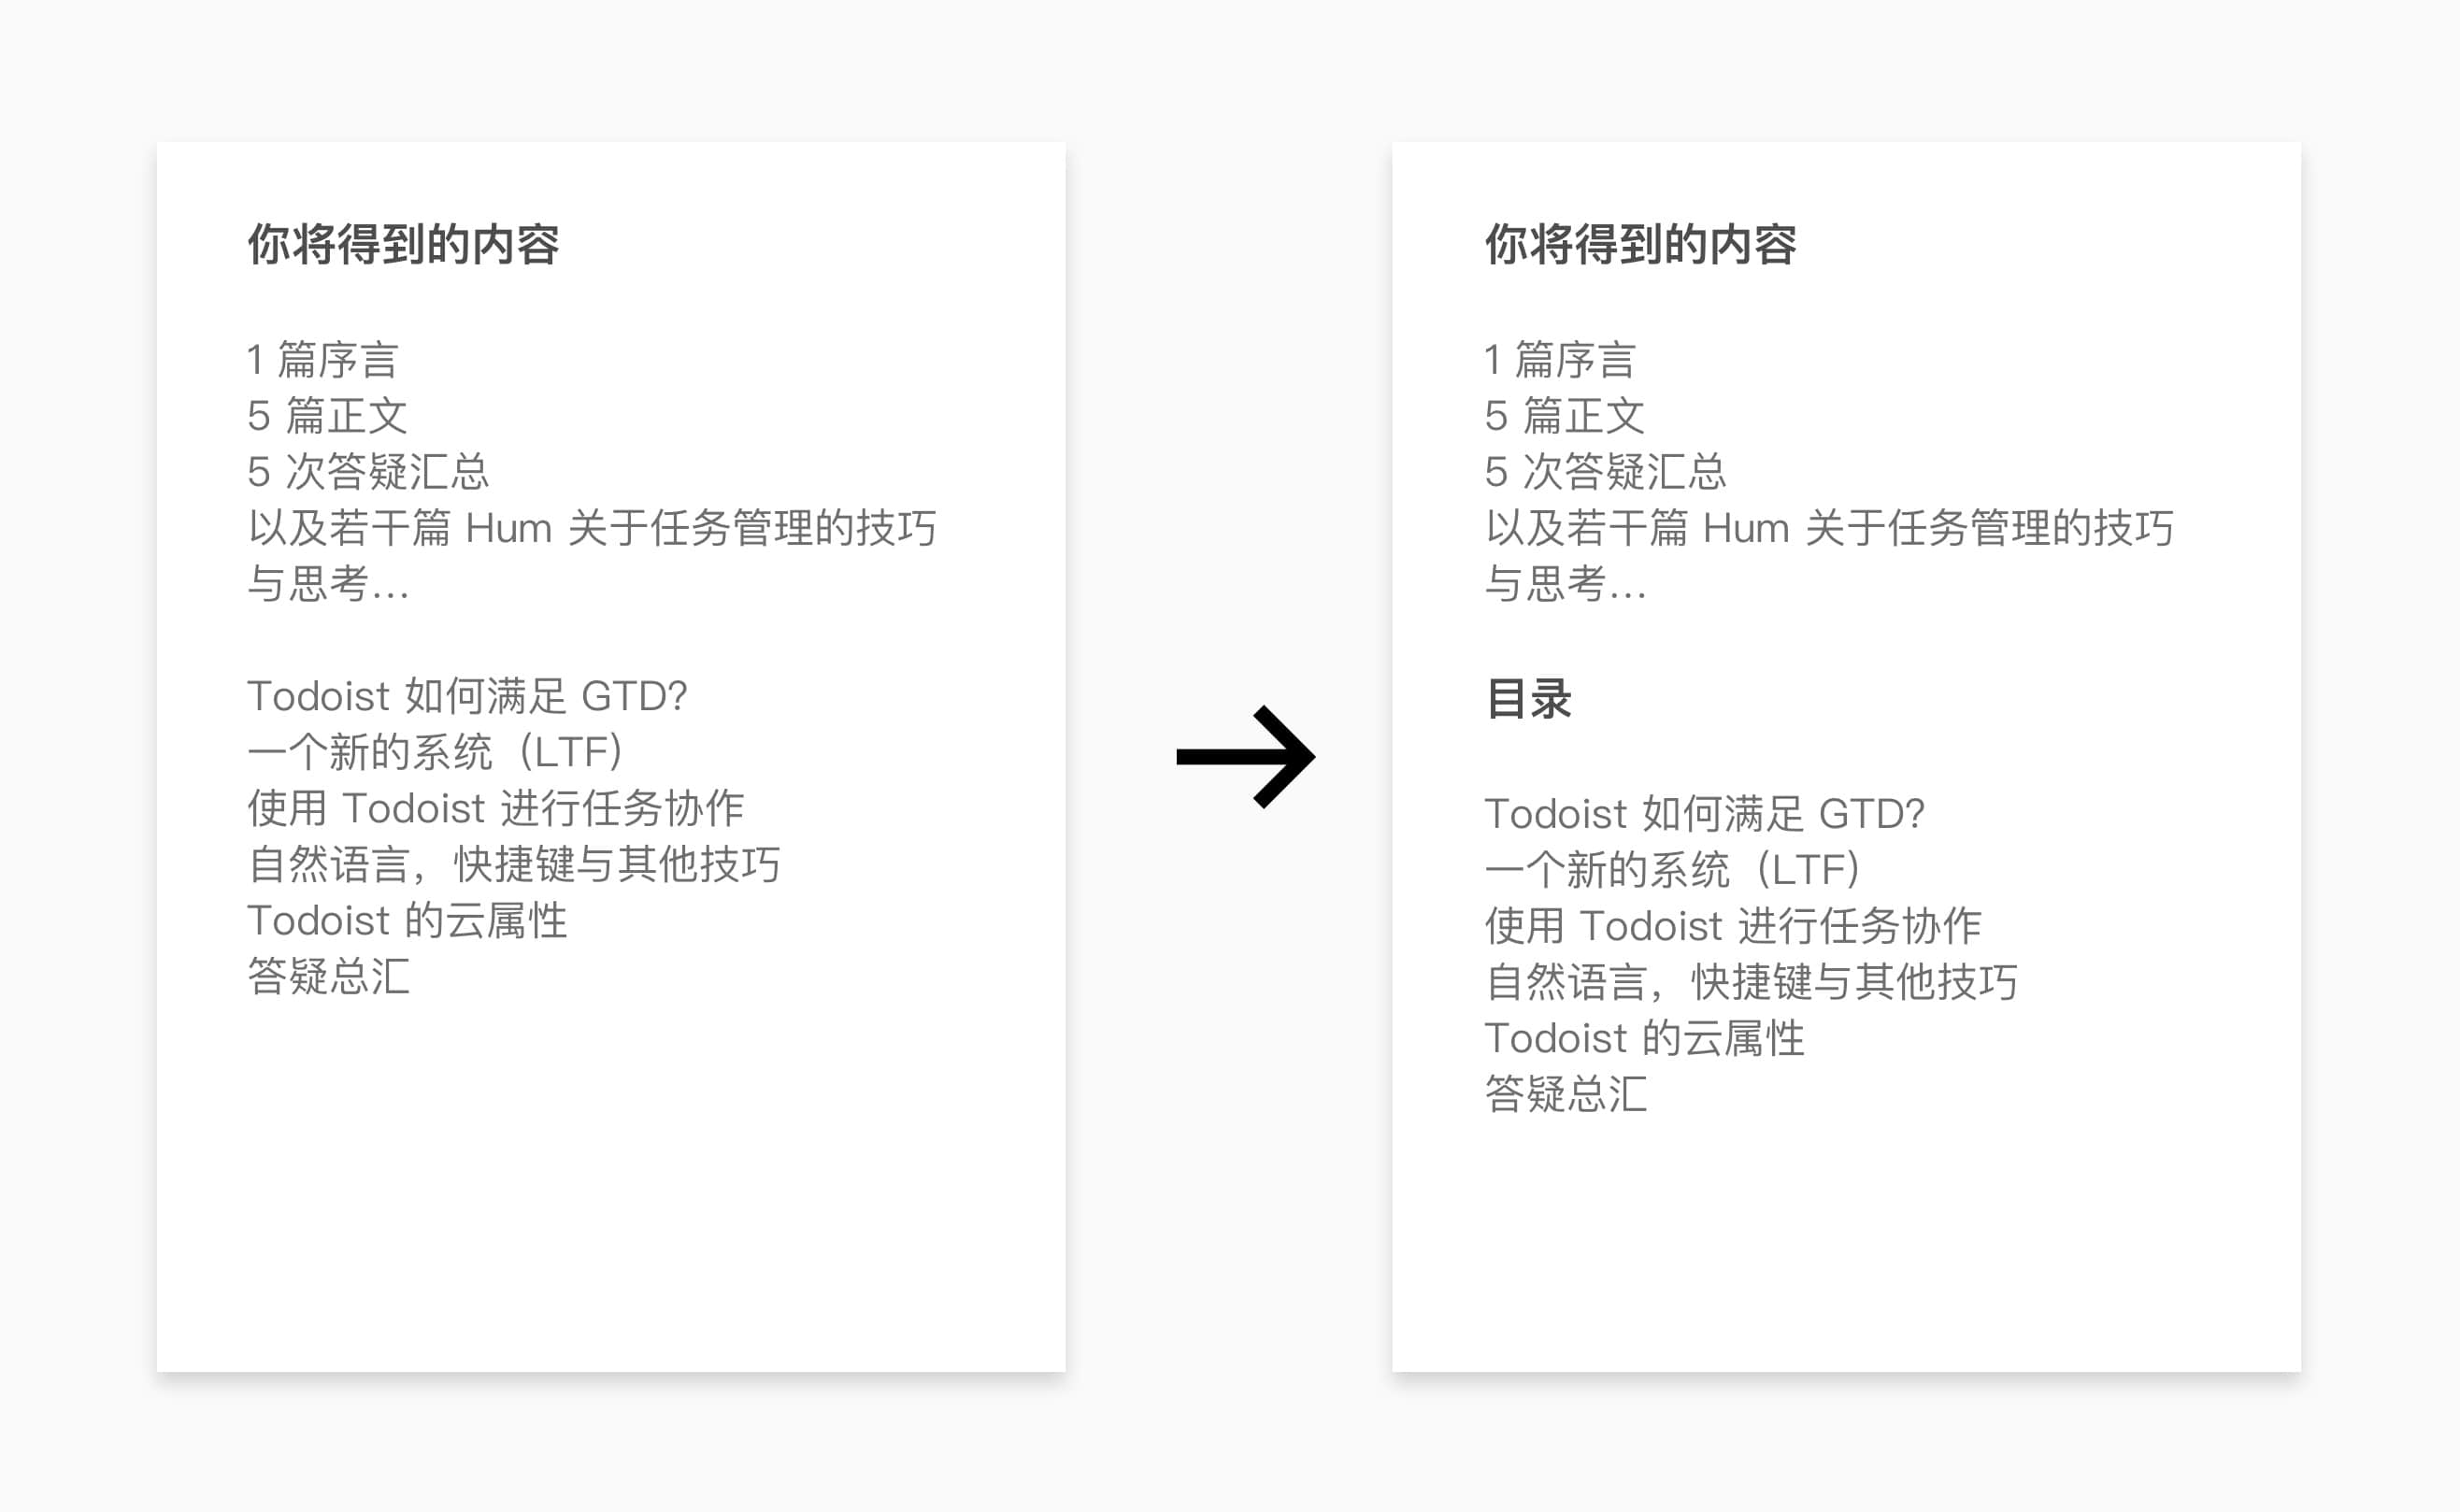 你将得到的内容
1 篇序言
5 篇正文
5 次答疑汇总
以及若干篇 Hum 关于任务管理的技巧
与思考…
Todoist 如何满足 GTD?
一个新的系统（LTF）
使用 Todoist 进行任务协作
自然语言，快捷键与其他技巧
Todoist 的云属性
答疑总汇
你将得到的内容
1 篇序言
5 篇正文
5 次答疑汇总
以及若干篇 Hum 关于任务管理的技巧
与思考…
目录
Todoist 如何满足 GTD?
一个新的系统（LTF）
使用 Todoist 进行任务协作
自然语言，快捷键与其他技巧
Todoist 的云属性
答疑总汇